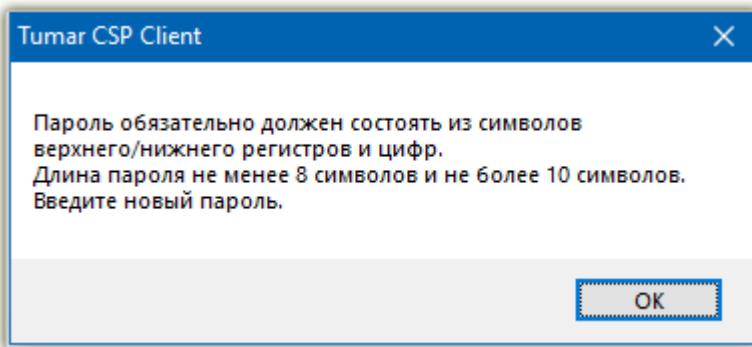 Tumar CSP Client
Пароль обязательно должен состоять из символов
верхнего/нижнего регистров и цифр.
Длина пароля не менее 8 символов и не более 10 символов.
Введите новый пароль.
OK